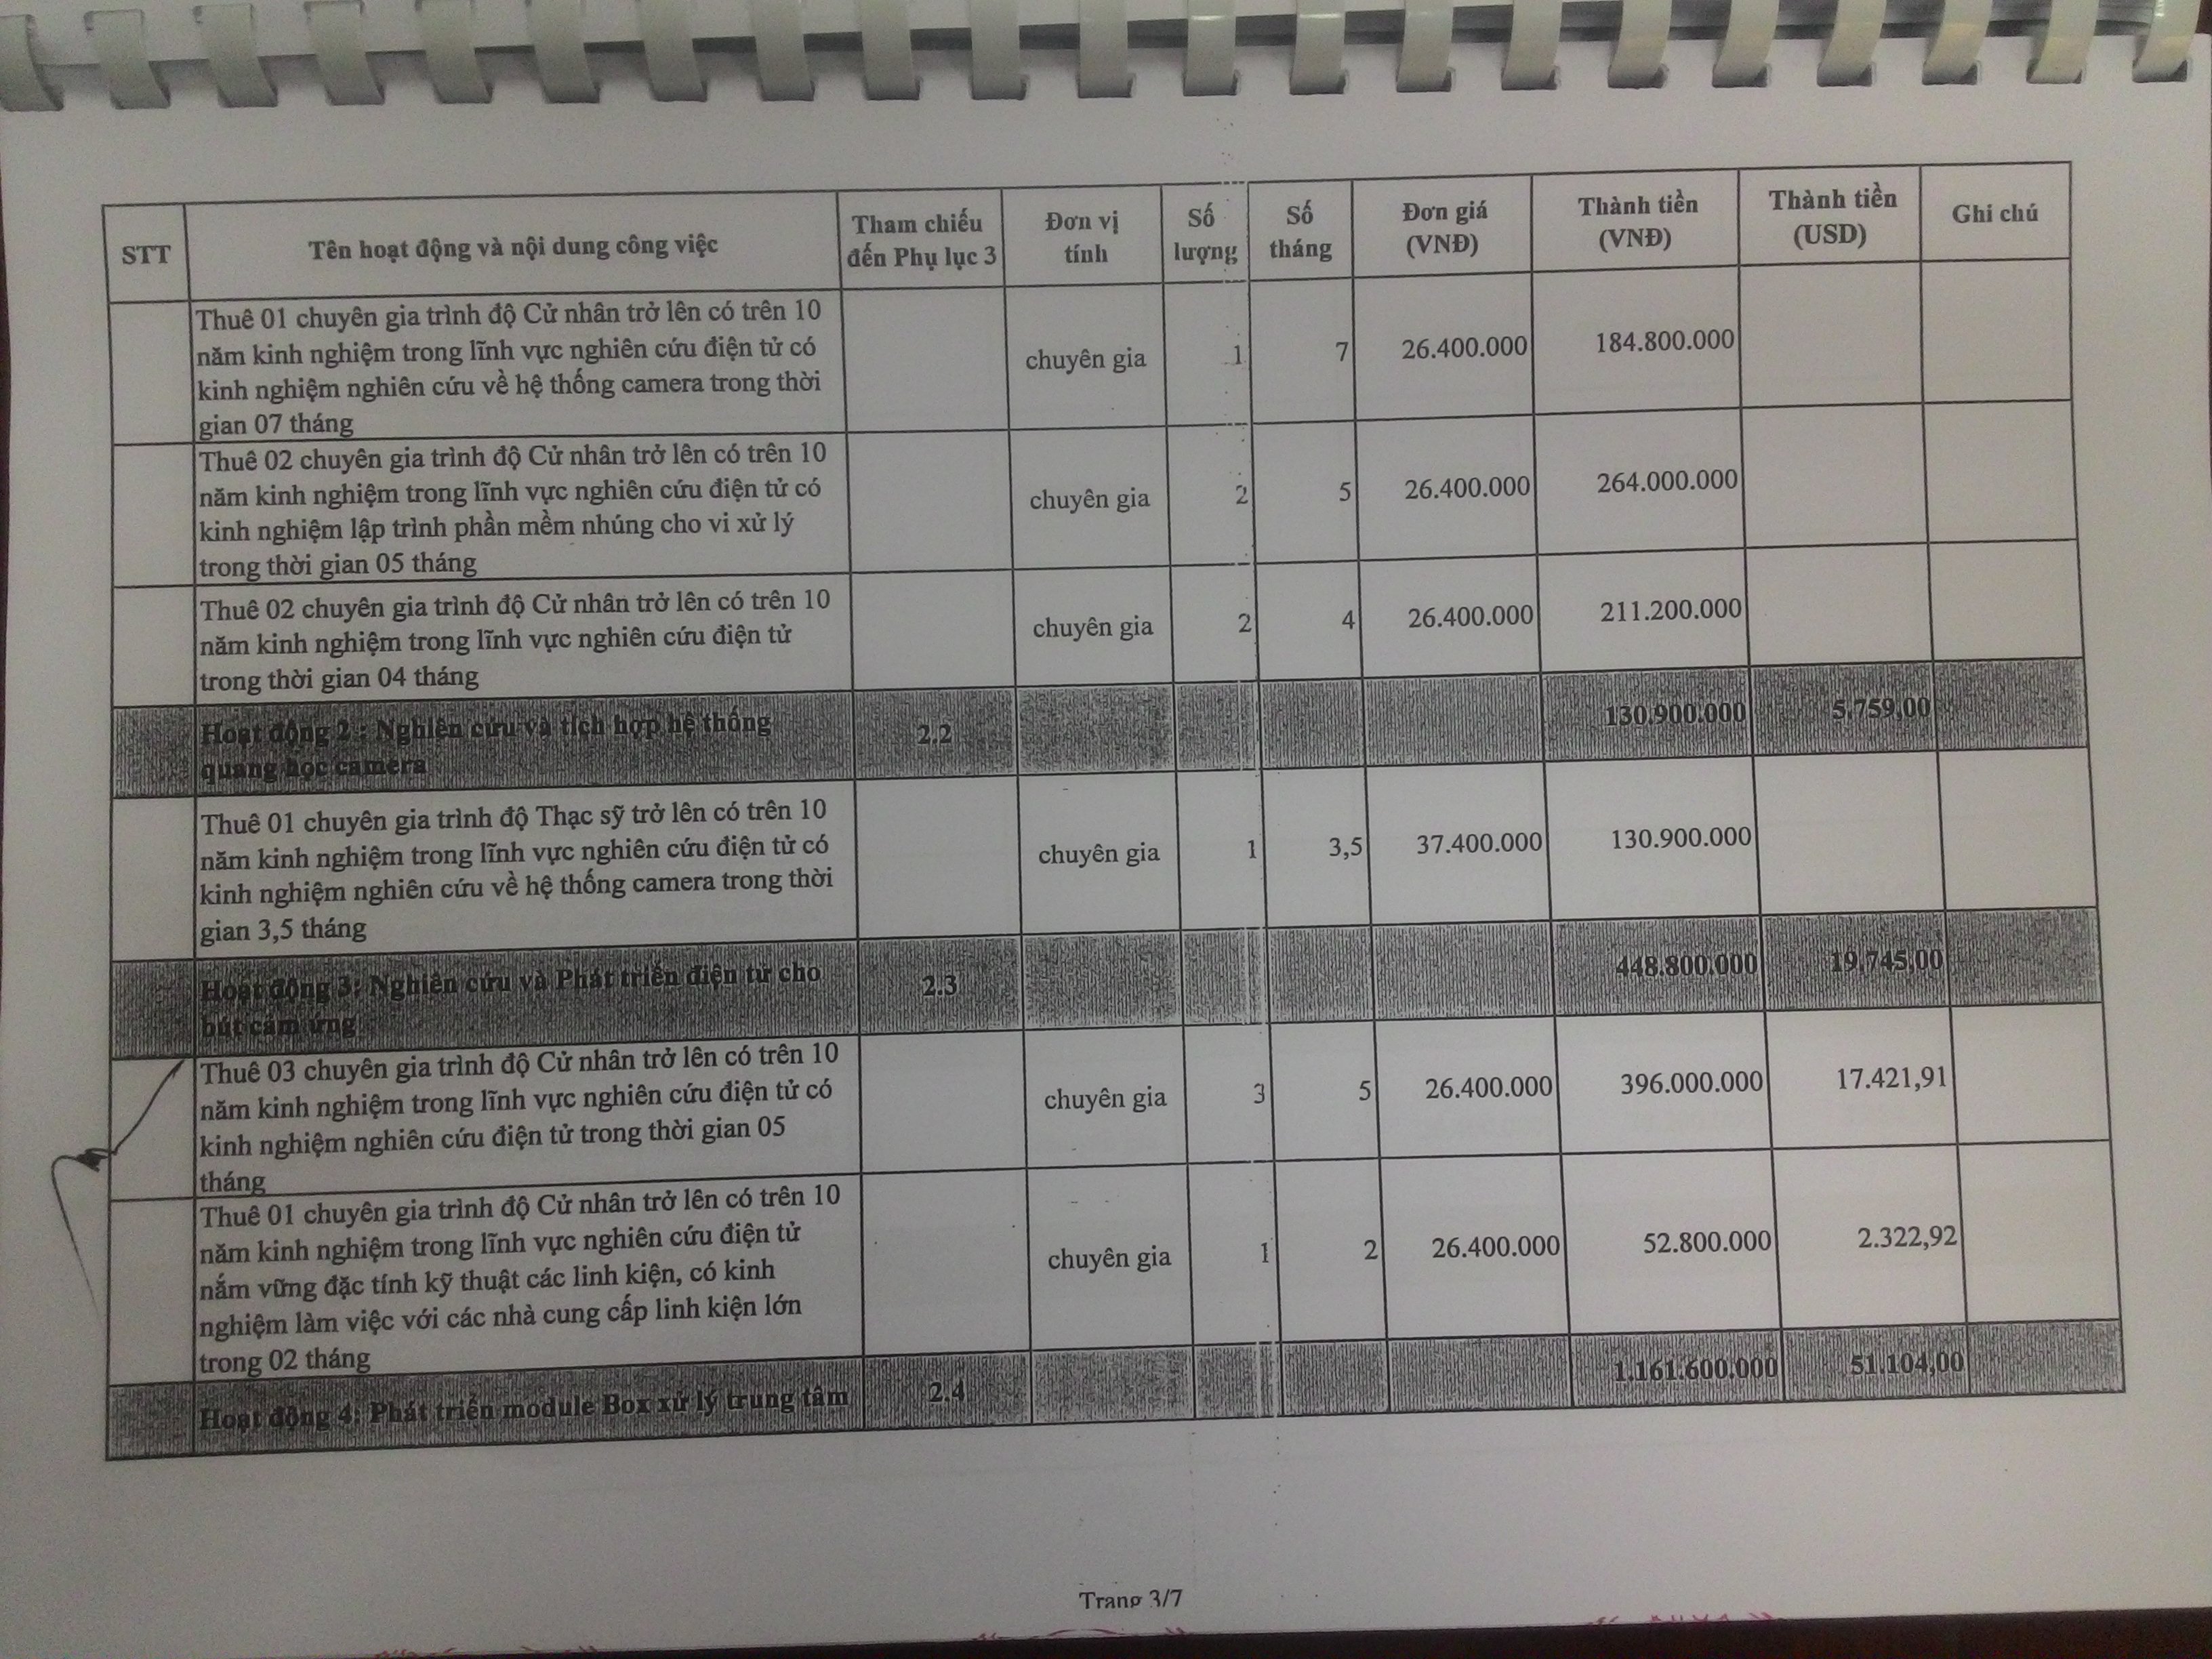 STT
Tên hoạt động và nội dung công việc
Tham chiếu
đến Phụ lục 3
Đơn vị
tính
Số
lượng
Số
tháng
Đơn giá
(VNĐ)
Thành tiền
(VNĐ)
Thành tiền
(USD)
Ghi chú
Thuê 01 chuyên gia trình độ Cử nhân trở lên có trên 10
năm kinh nghiệm trong lĩnh vực nghiên cứu điện tử có
kinh nghiệm nghiên cứu về hệ thống camera trong thời
gian 07 tháng
chuyên gia
1
7
26.400.000
184.800.000
Thuê 02 chuyên gia trình độ Cử nhân trở lên có trên 10
năm kinh nghiệm trong lĩnh vực nghiên cứu điện tử có
kinh nghiệm lập trình phần mềm nhúng cho vi xử lý
trong thời gian 05 tháng
chuyên gia
2
5
26.400.000
264.000.000
Thuê 02 chuyên gia trình độ Cử nhân trở lên có trên 10
năm kinh nghiệm trong lĩnh vực nghiên cứu điện tử
trong thời gian 04 tháng
chuyên gia
2
4
26.400.000
211.200.000
Hoạt động 2 : Nghiên cứu và tích hợp hệ thống
quang học camera
2.2
130.900.000
5.759,00
Thuê 01 chuyên gia trình độ Thạc sỹ trở lên có trên 10
năm kinh nghiệm trong lĩnh vực nghiên cứu điện tử có
kinh nghiệm nghiên cứu về hệ thống camera trong thời
gian 3,5 tháng
chuyên gia
1
3,5
37.400.000
130.900.000
Hoạt động 3: Nghiên cứu và Phát triển điện tử cho
bút cảm ứng
2.3
448.800.000
19.745,00
Thuê 03 chuyên gia trình độ Cử nhân trở lên có trên 10
năm kinh nghiệm trong lĩnh vực nghiên cứu điện tử có
kinh nghiệm nghiên cứu điện tử trong thời gian 05
tháng
chuyên gia
3
5
26.400.000
396.000.000
17.421,91
Thuê 01 chuyên gia trình độ Cử nhân trở lên có trên 10
năm kinh nghiệm trong lĩnh vực nghiên cứu điện tử
nắm vững đặc tính kỹ thuật các linh kiện, có kinh
nghiệm làm việc với các nhà cung cấp linh kiện lớn
trong 02 tháng
chuyên gia
1
2
26.400.000
52.800.000
2.322,92
Hoạt động 4: Phát triển module Box xử lý trung tâm
2.4
1.161.600.000
51.104,00
Trang 3/7